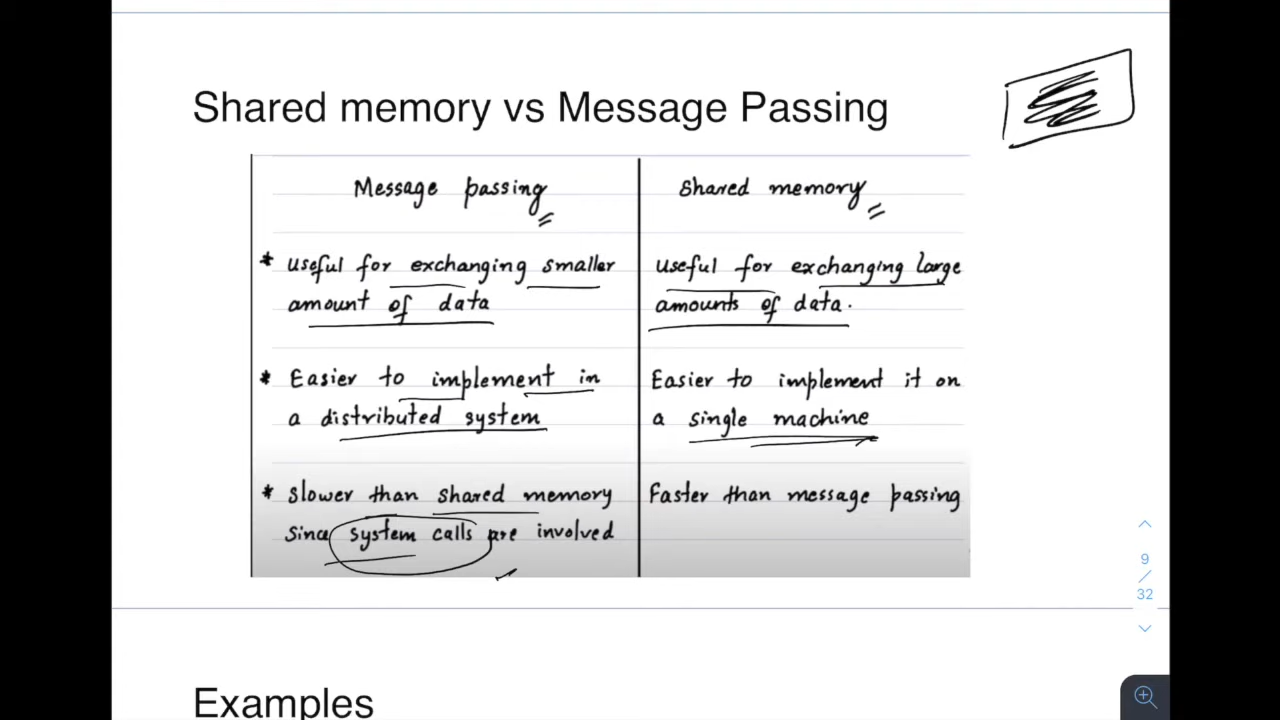 Shared memory vs Message Passing
Message passing
Shared memory
* useful for exchanging smaller
amount of data
useful for exchanging large
amounts of data.
* Easier to implement in
a distributed system
Easier to implement it on
a single machine
* Slower than shared memory
Since system calls are involved
Faster than message passing
9
/
32
Examples